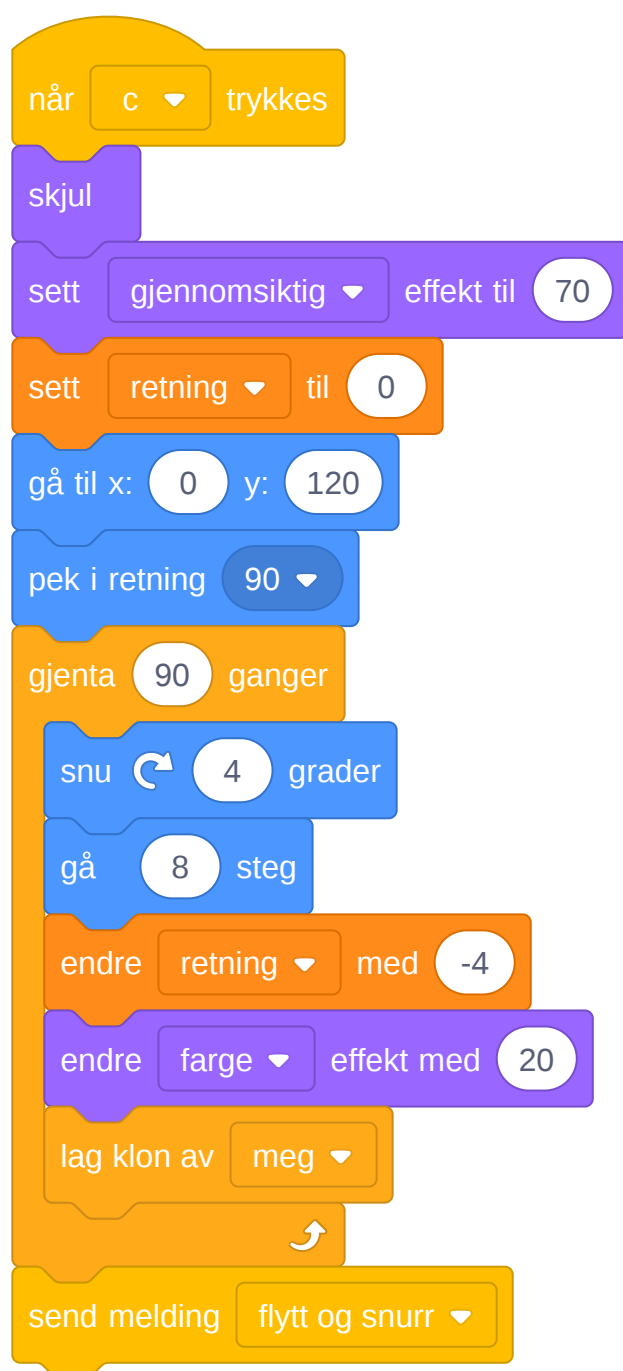 når c trykkes
skjul
sett gjennomsiktig effekt til 70
sett retning til 0
gå til x: 0 y: 120
pek i retning 90
gjenta 90 ganger
snu 4 grader
gå 8 steg
endre retning med -4
endre farge effekt med 20
lag klon av meg
send melding flytt og snurr